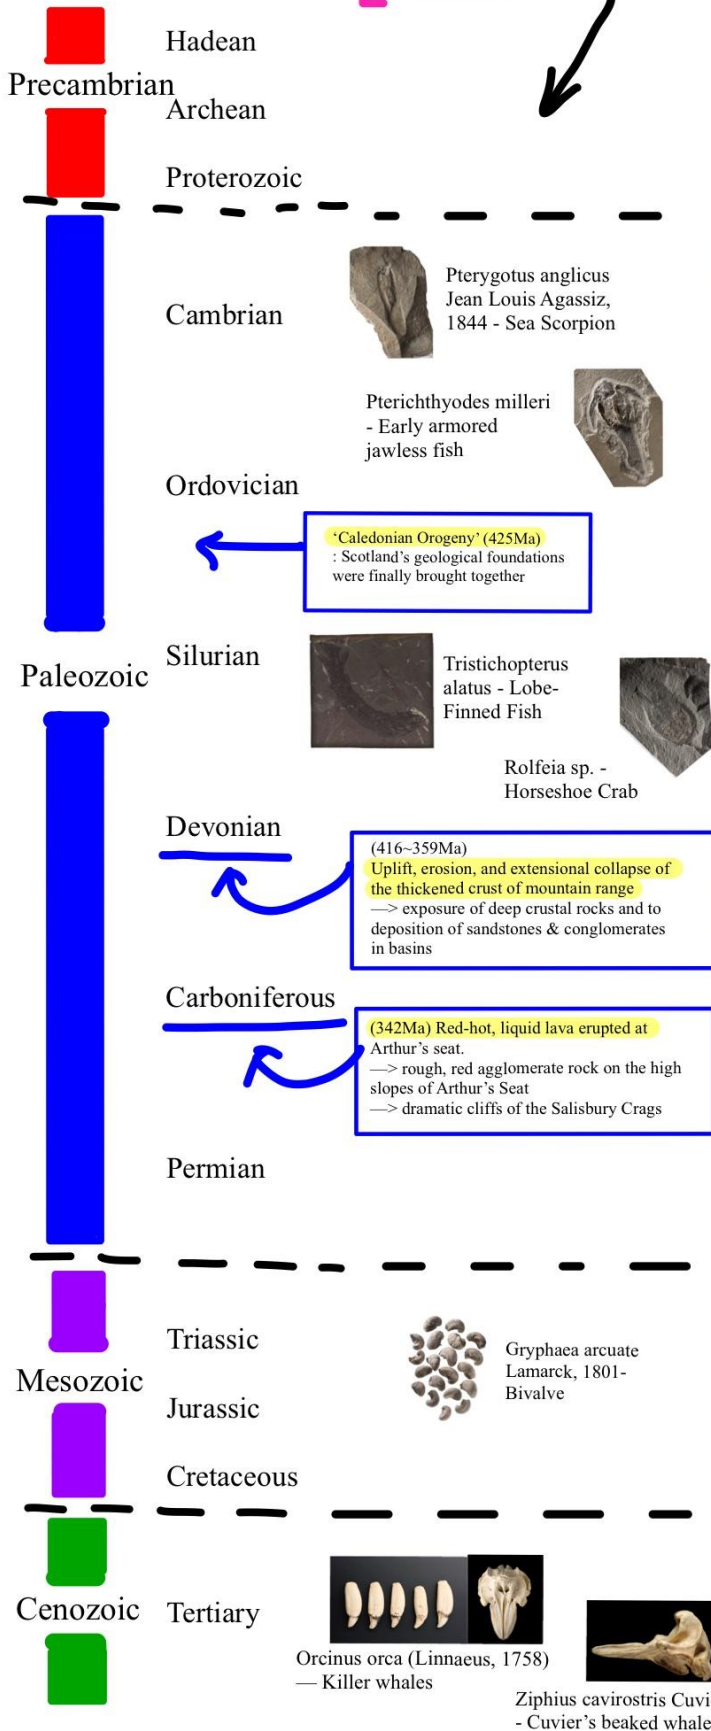 Hadean
Precambrian
Archean
Proterozoic
Cambrian
Pterygotus anglicus
Jean Louis Agassiz,
1844 - Sea Scorpion
Pterichthyodes milleri
- Early armored
jawless fish
Ordovician
‘Caledonian Orogeny’ (425Ma)
: Scotland’s geological foundations
were finally brought together
Silurian
Paleozoic
Tristichopterus
alatus - Lobe-
Finned Fish
Rolfeia sp. -
Horseshoe Crab
Devonian
(416~359Ma)
Uplift, erosion, and extensional collapse of
the thickened crust of mountain range
—> exposure of deep crustal rocks and to
deposition of sandstones & conglomerates
in basins
Carboniferous
(342Ma) Red-hot, liquid lava erupted at
Arthur’s seat.
—> rough, red agglomerate rock on the high
slopes of Arthur’s Seat
—> dramatic cliffs of the Salisbury Crags
Permian
Triassic
Mesozoic
Jurassic
Cretaceous
Gryphaea arcuate
Lamarck, 1801-
Bivalve
Cenozoic
Tertiary
Orcinus orca (Linnaeus, 1758)
— Killer whales
Ziphius cavirostris Cuvi
- Cuvier’s beaked whale